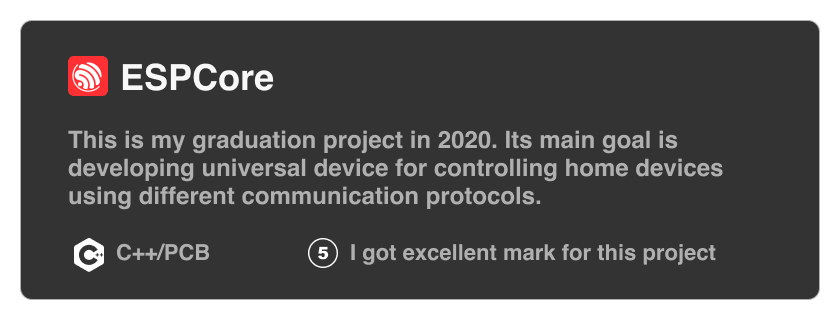 ESPCore
This is my graduation project in 2020. Its main goal is
developing universal device for controlling home devices
using different communication protocols.
C++ C++/PCB
5 I got excellent mark for this project